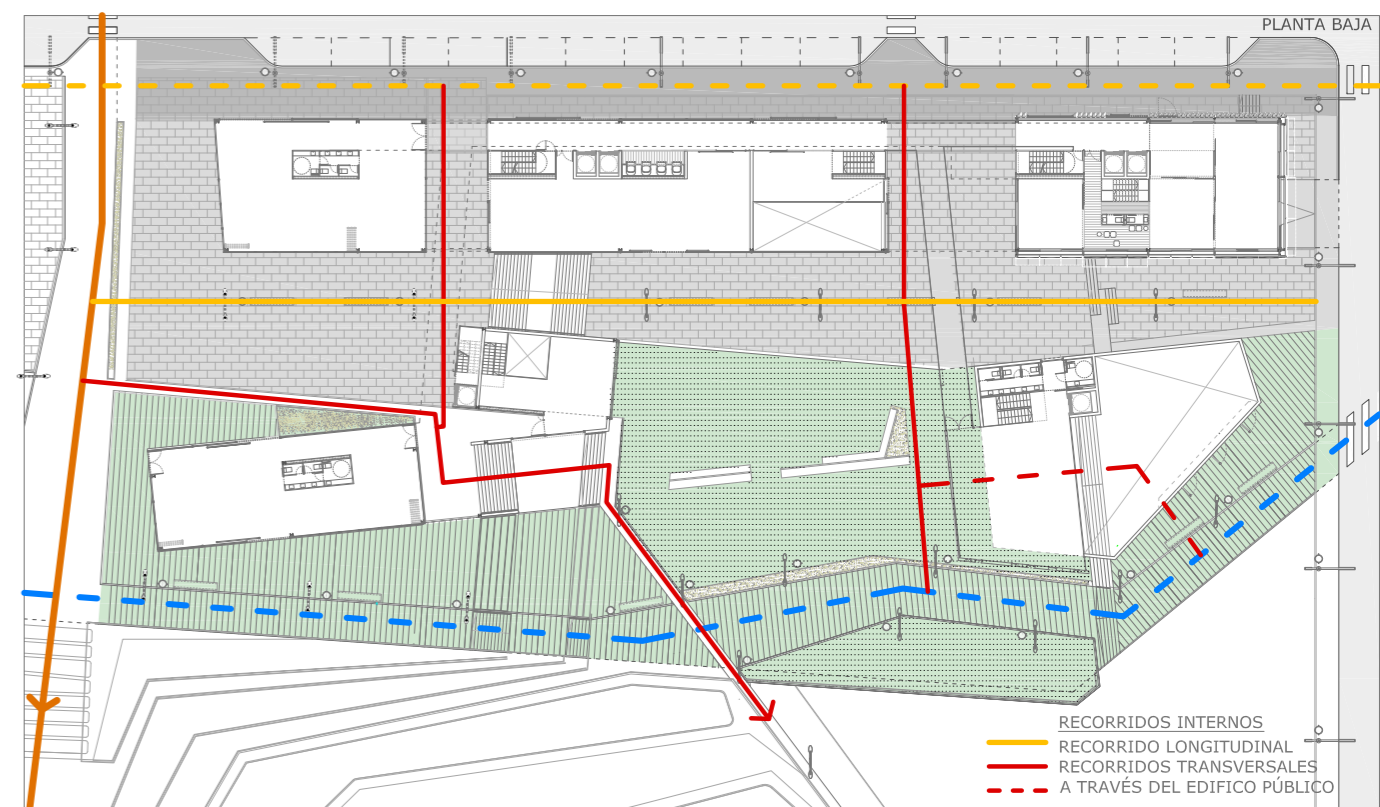 PLANTA BAJA
RECORRIDOS INTERNOS
RECORRIDO LONGITUDINAL
RECORRIDOS TRANSVERSALES
A TRAVÉS DEL EDIFICO PÚBLICO